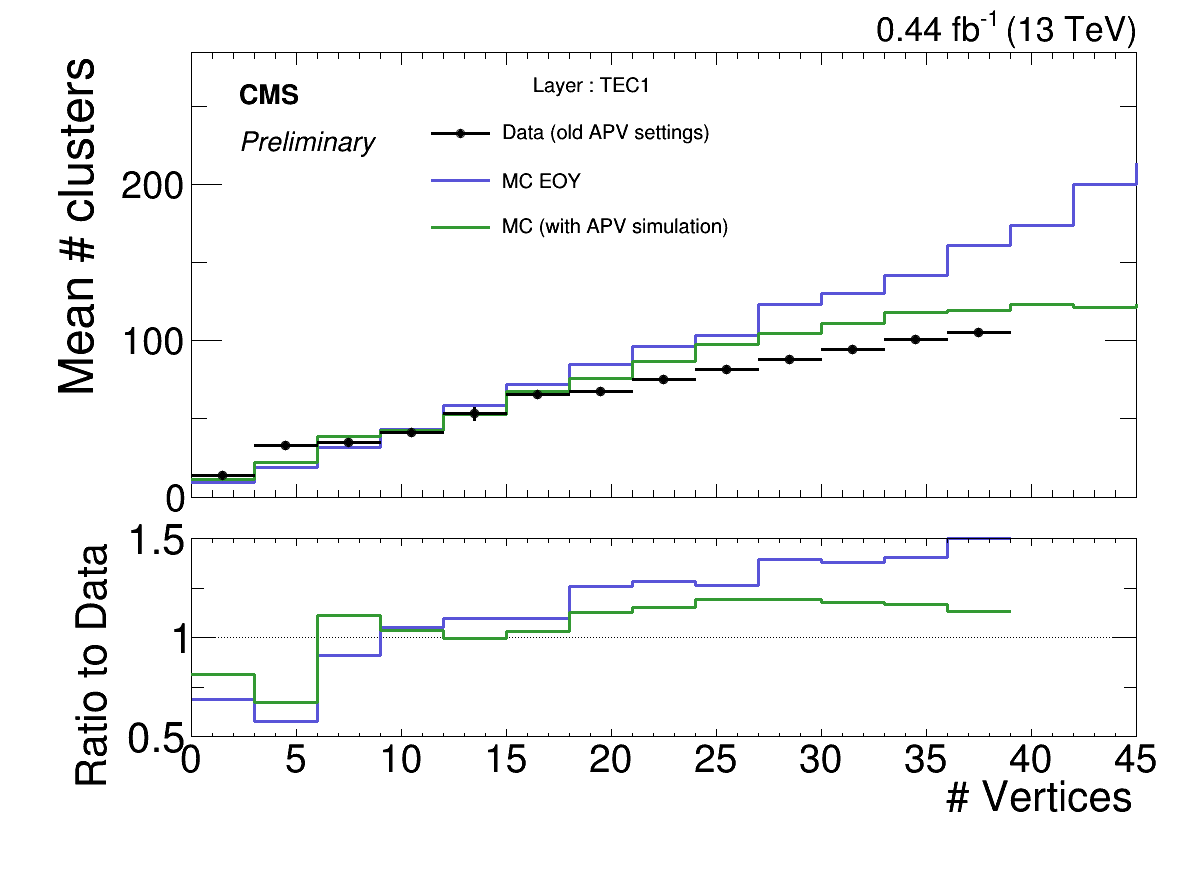 0.44 fb-1 (13 TeV)
Mean # clusters
CMS
Preliminary
Layer : TEC1
Data (old APV settings)
MC EOY
MC (with APV simulation)
200
100
0
Ratio to Data
1.5
1
0.5
0 5 10 15 20 25 30 35 40 45
# Vertices